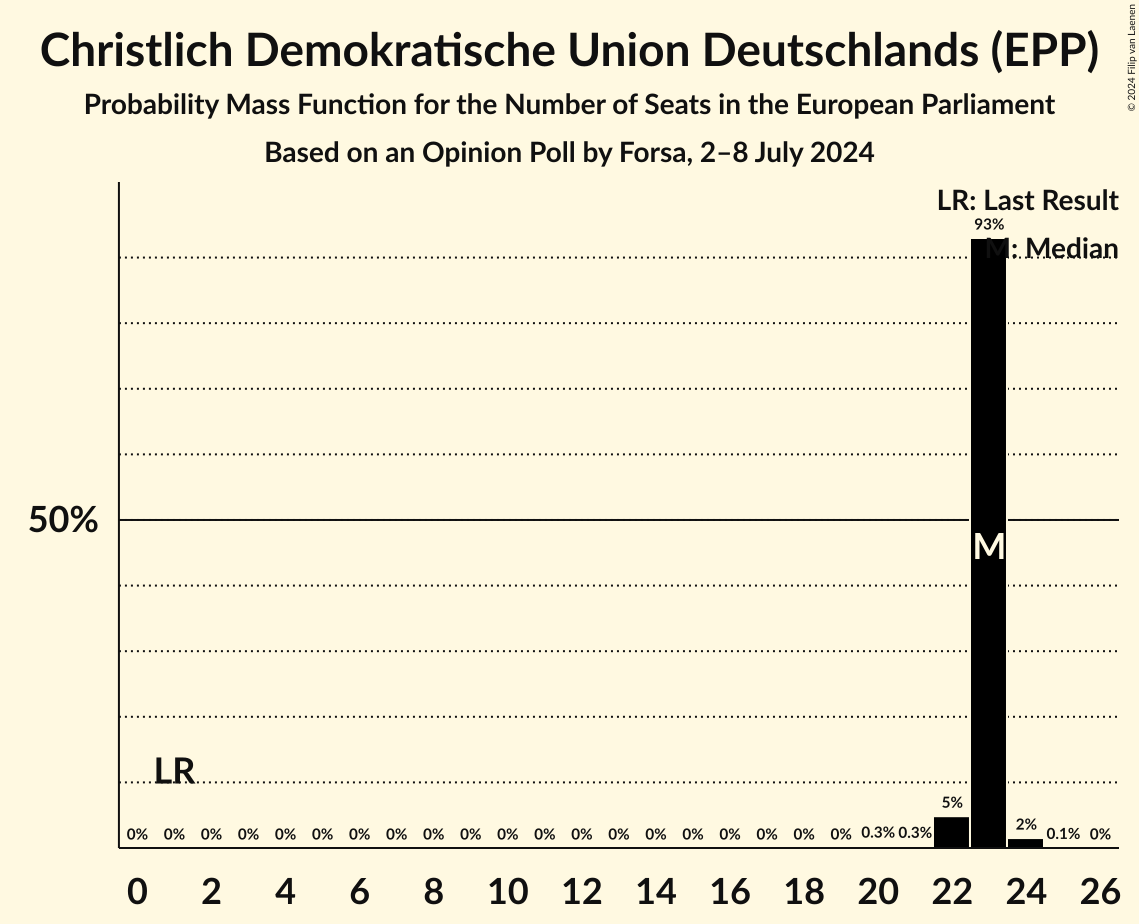 Christlich Demokratische Union Deutschlands (EPP)
Probability Mass Function for the Number of Seats in the European Parliament
Based on an Opinion Poll by Forsa, 2–8 July 2024
© 2024 Filip van Laenen
LR: Last Result
93%
M: Median
50%
M
LR
5%
2%
0% 0% 0% 0% 0% 0% 0% 0% 0% 0% 0% 0% 0% 0% 0% 0% 0% 0% 0% 0% 0.3% 0.3% 0.1% 0%
0 2 4 6 8 10 12 14 16 18 20 22 24 26